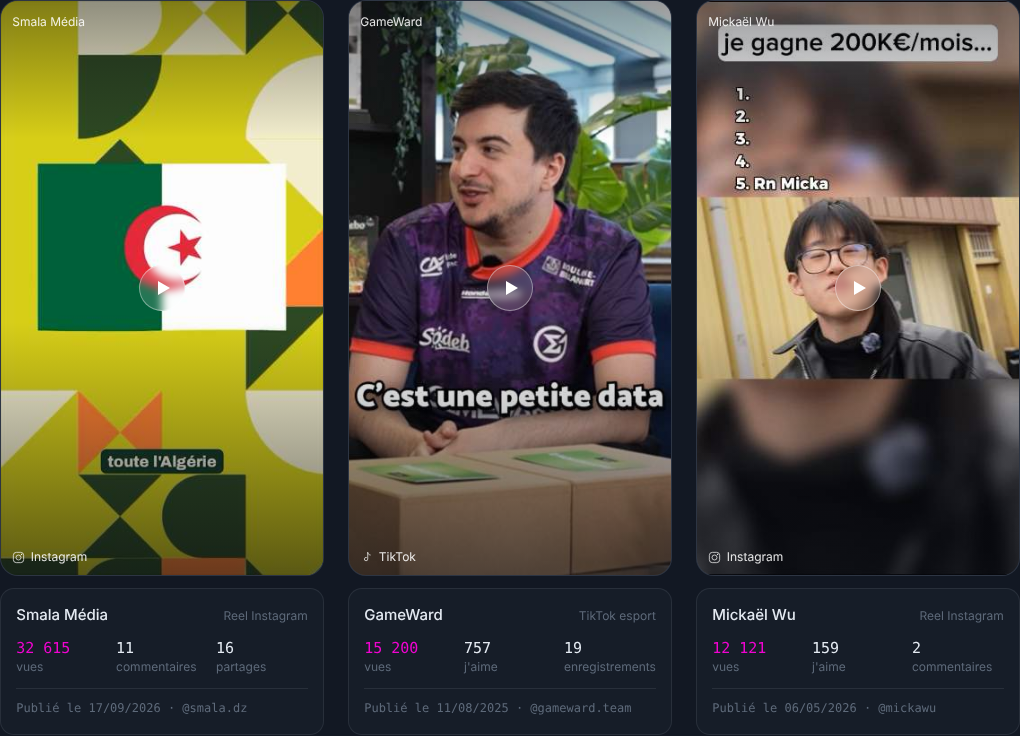 Smala Média
toute l'Algérie
Instagram
Smala Média
Reel Instagram
32 615
11
16
vues
commentaires
partages
Publié le 17/09/2026 · @smala.dz
GameWard
Sodeb
C'est une petite data
TikTok
GameWard
TikTok esport
15 200
757
19
vues
j'aime
enregistrements
Publié le 11/08/2025 · @gameward.team
Mickaël Wu
je gagne 200K€/mois...
1.
2.
3.
4.
5. Rn Micka
Instagram
Mickaël Wu
Reel Instagram
12 121
159
2
vues
j'aime
commentaires
Publié le 06/05/2026 · @mickawu